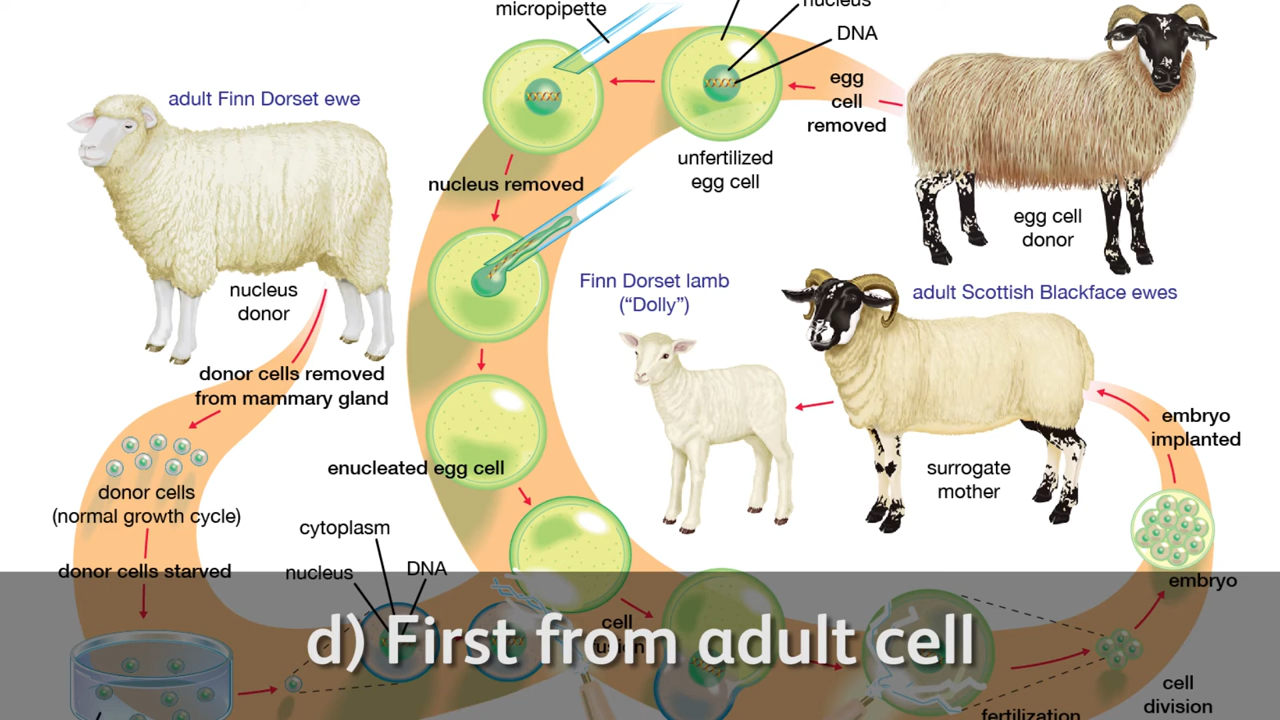 micropipette
nucleus
DNA
egg
cell
removed
adult Finn Dorset ewe
unfertilized
egg cell
nucleus removed
egg cell
donor
nucleus
donor
Finn Dorset lamb
(“Dolly”)
adult Scottish Blackface ewes
donor cells removed
from mammary gland
embryo
implanted
enucleated egg cell
surrogate
mother
donor cells
(normal growth cycle)
cytoplasm
nucleus
DNA
donor cells starved
embryo
cell
fusion
d) First from adult cell
cell
division
fertilization